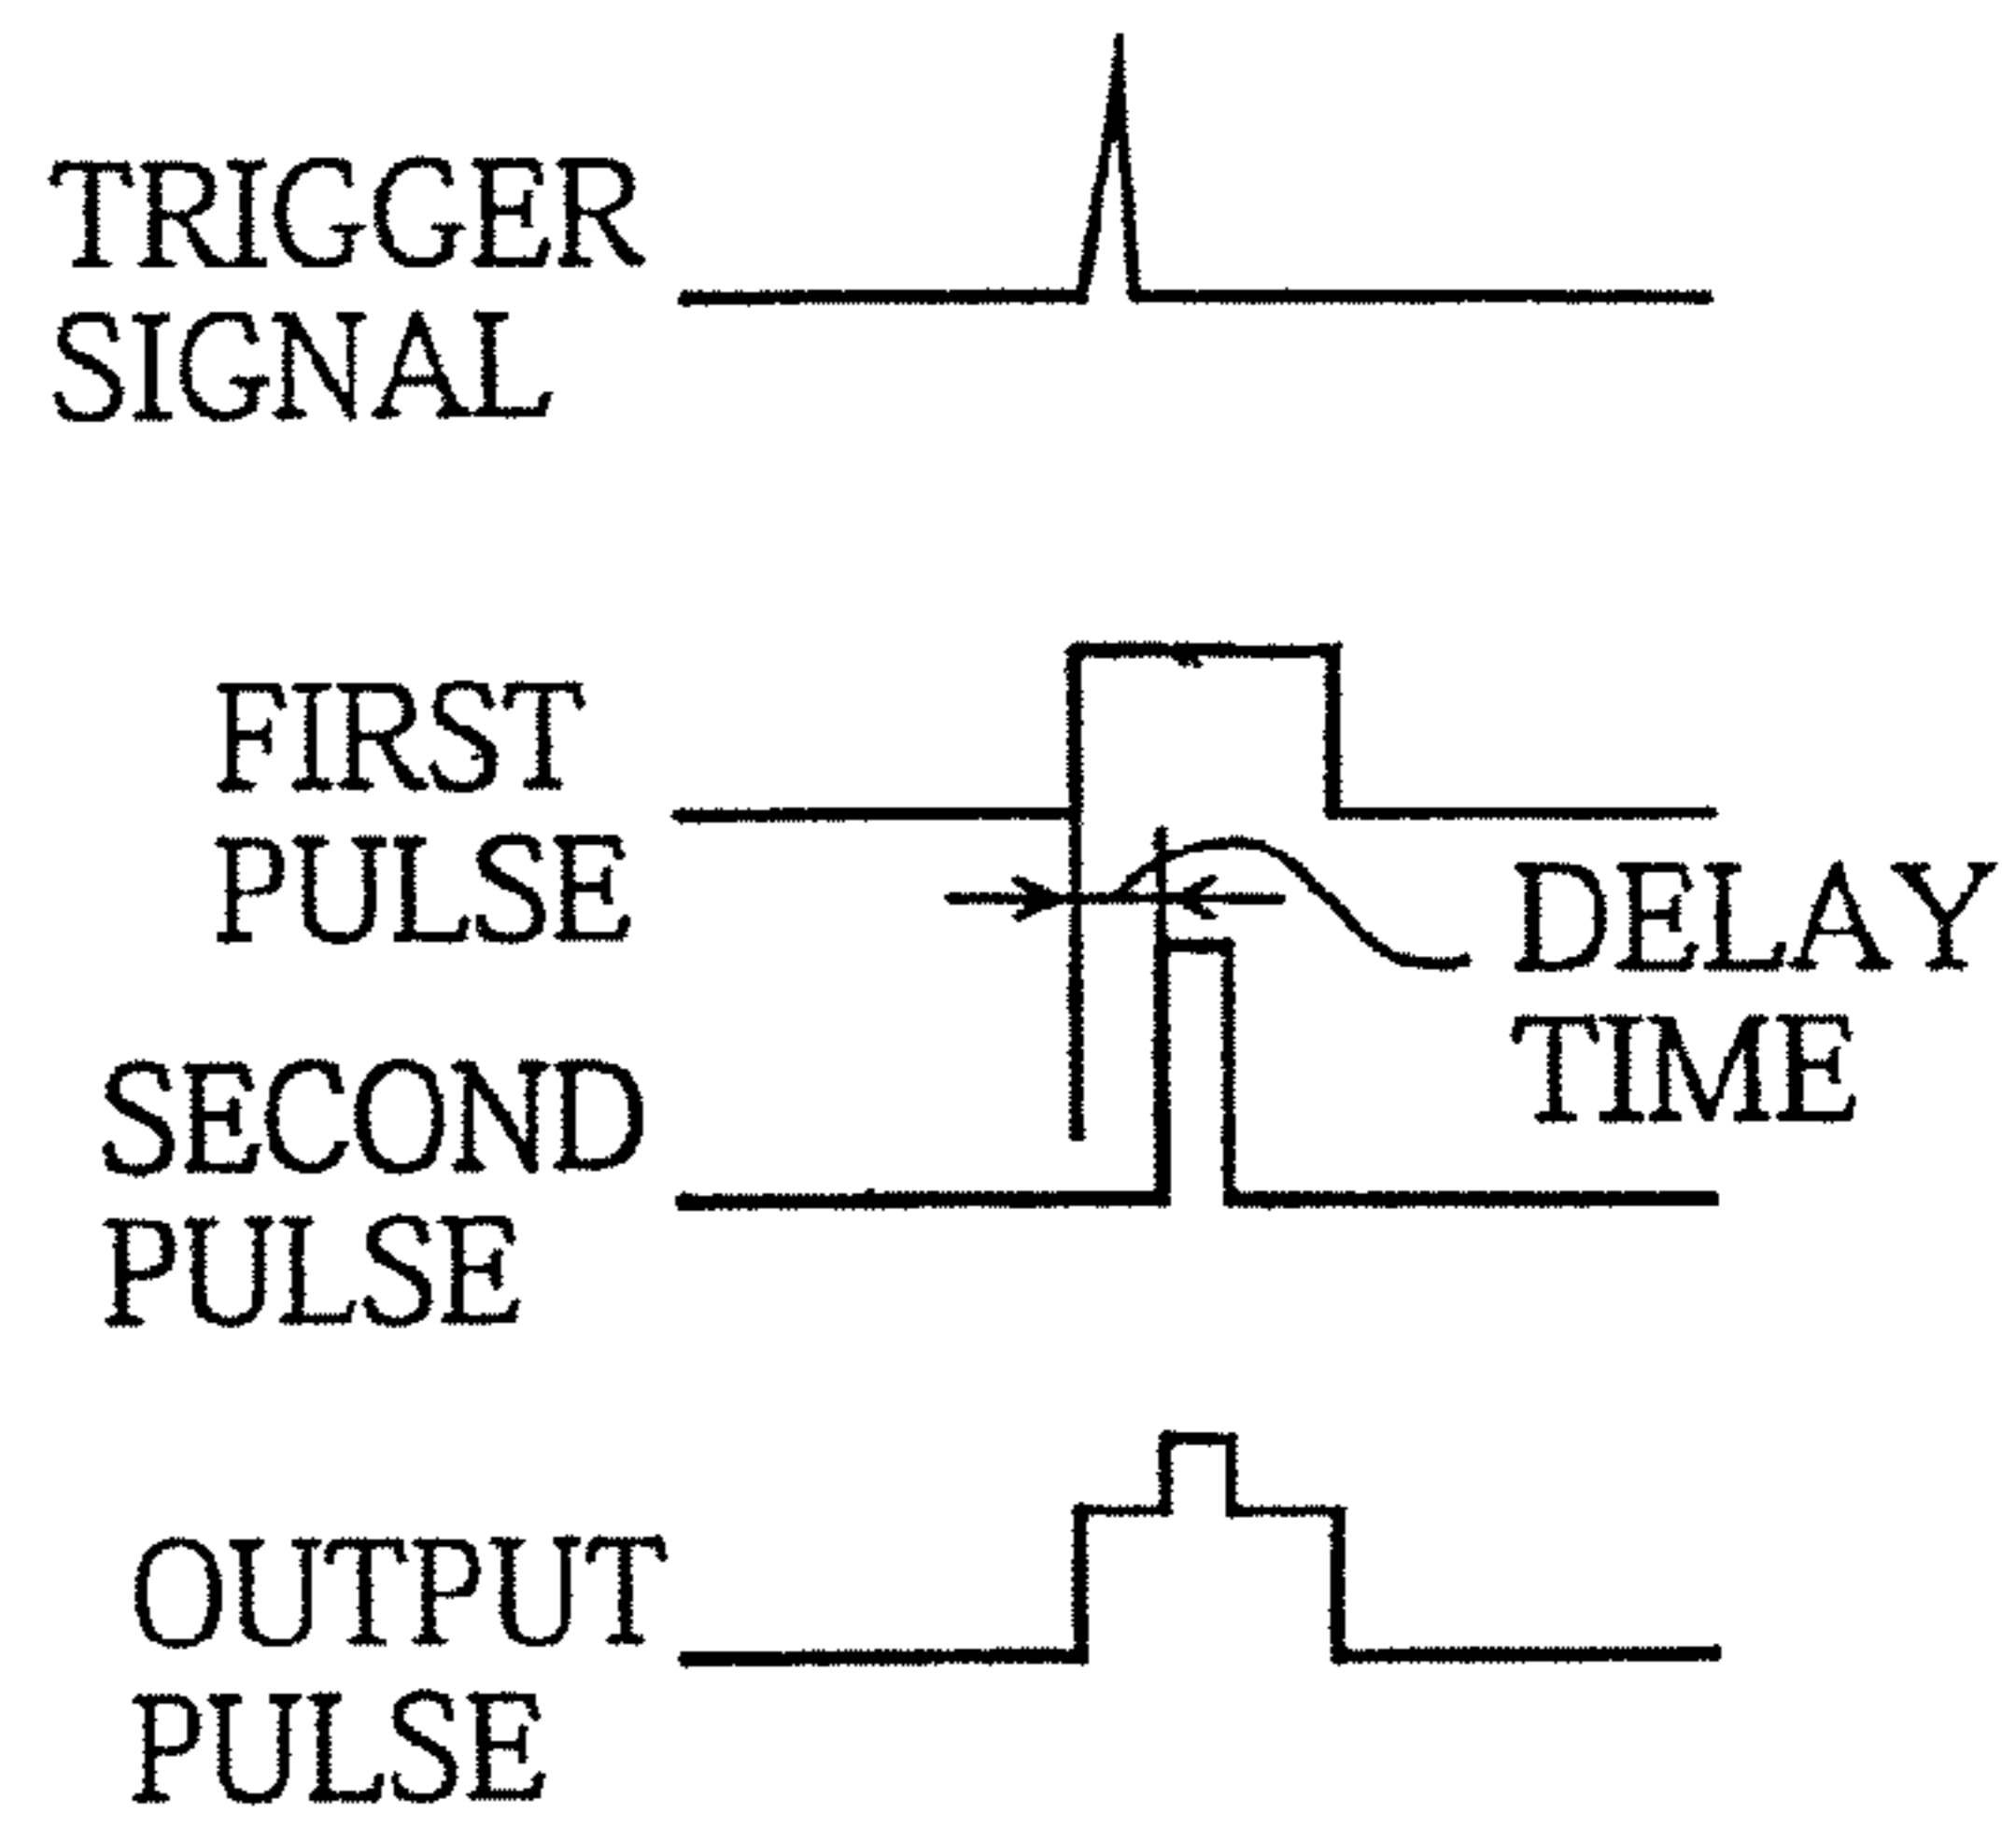 TRIGGER
SIGNAL
FIRST
PULSE
DELAY
TIME
SECOND
PULSE
OUTPUT
PULSE